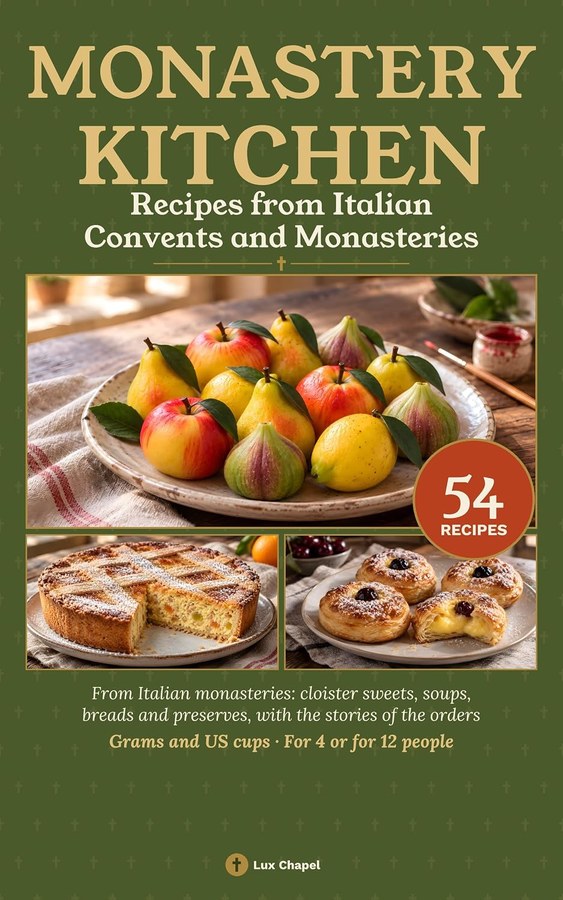 MONASTERY
KITCHEN
Recipes from Italian
Convents and Monasteries
54
RECIPES
From Italian monasteries: cloister sweets, soups,
breads and preserves, with the stories of the orders
Grams and US cups · For 4 or for 12 people
Lux Chapel